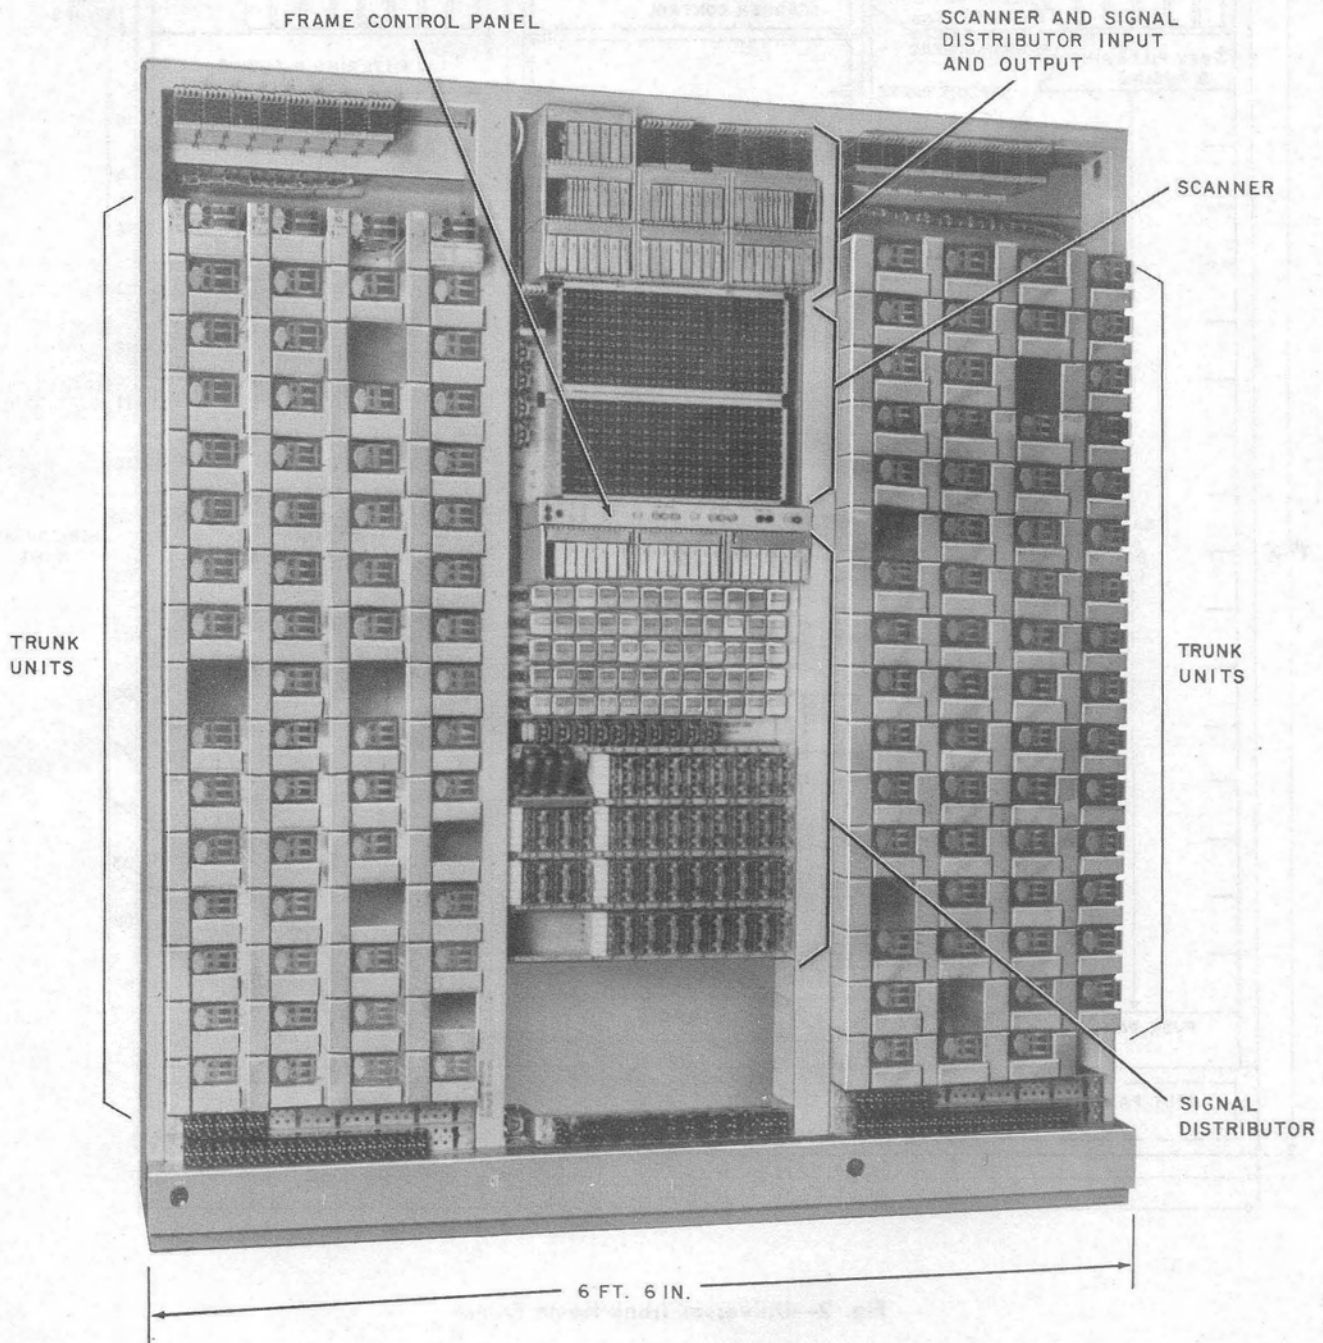 FRAME CONTROL PANEL
SCANNER AND SIGNAL
DISTRIBUTOR INPUT
AND OUTPUT
SCANNER
TRUNK
UNITS
TRUNK
UNITS
SIGNAL
DISTRIBUTOR
6 FT. 6 IN.